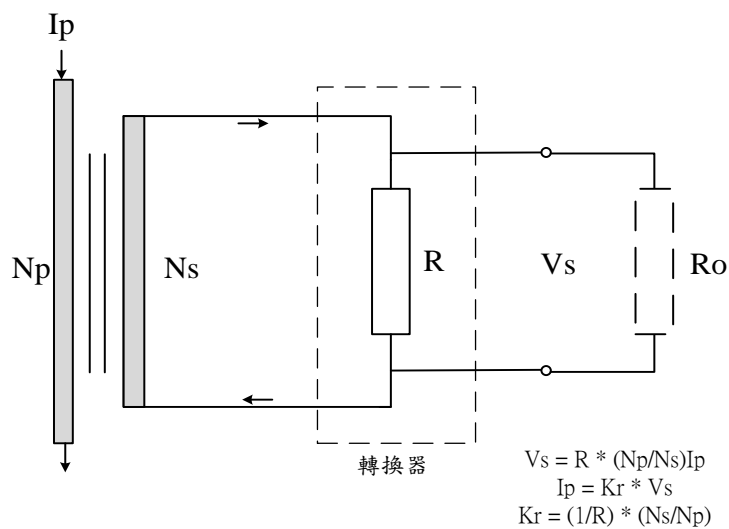 Ip
Np
Ns
R
Vs
Ro
轉換器
Vs = R * (Np/Ns)Ip
Ip = Kr * Vs
Kr = (1/R) * (Ns/Np)